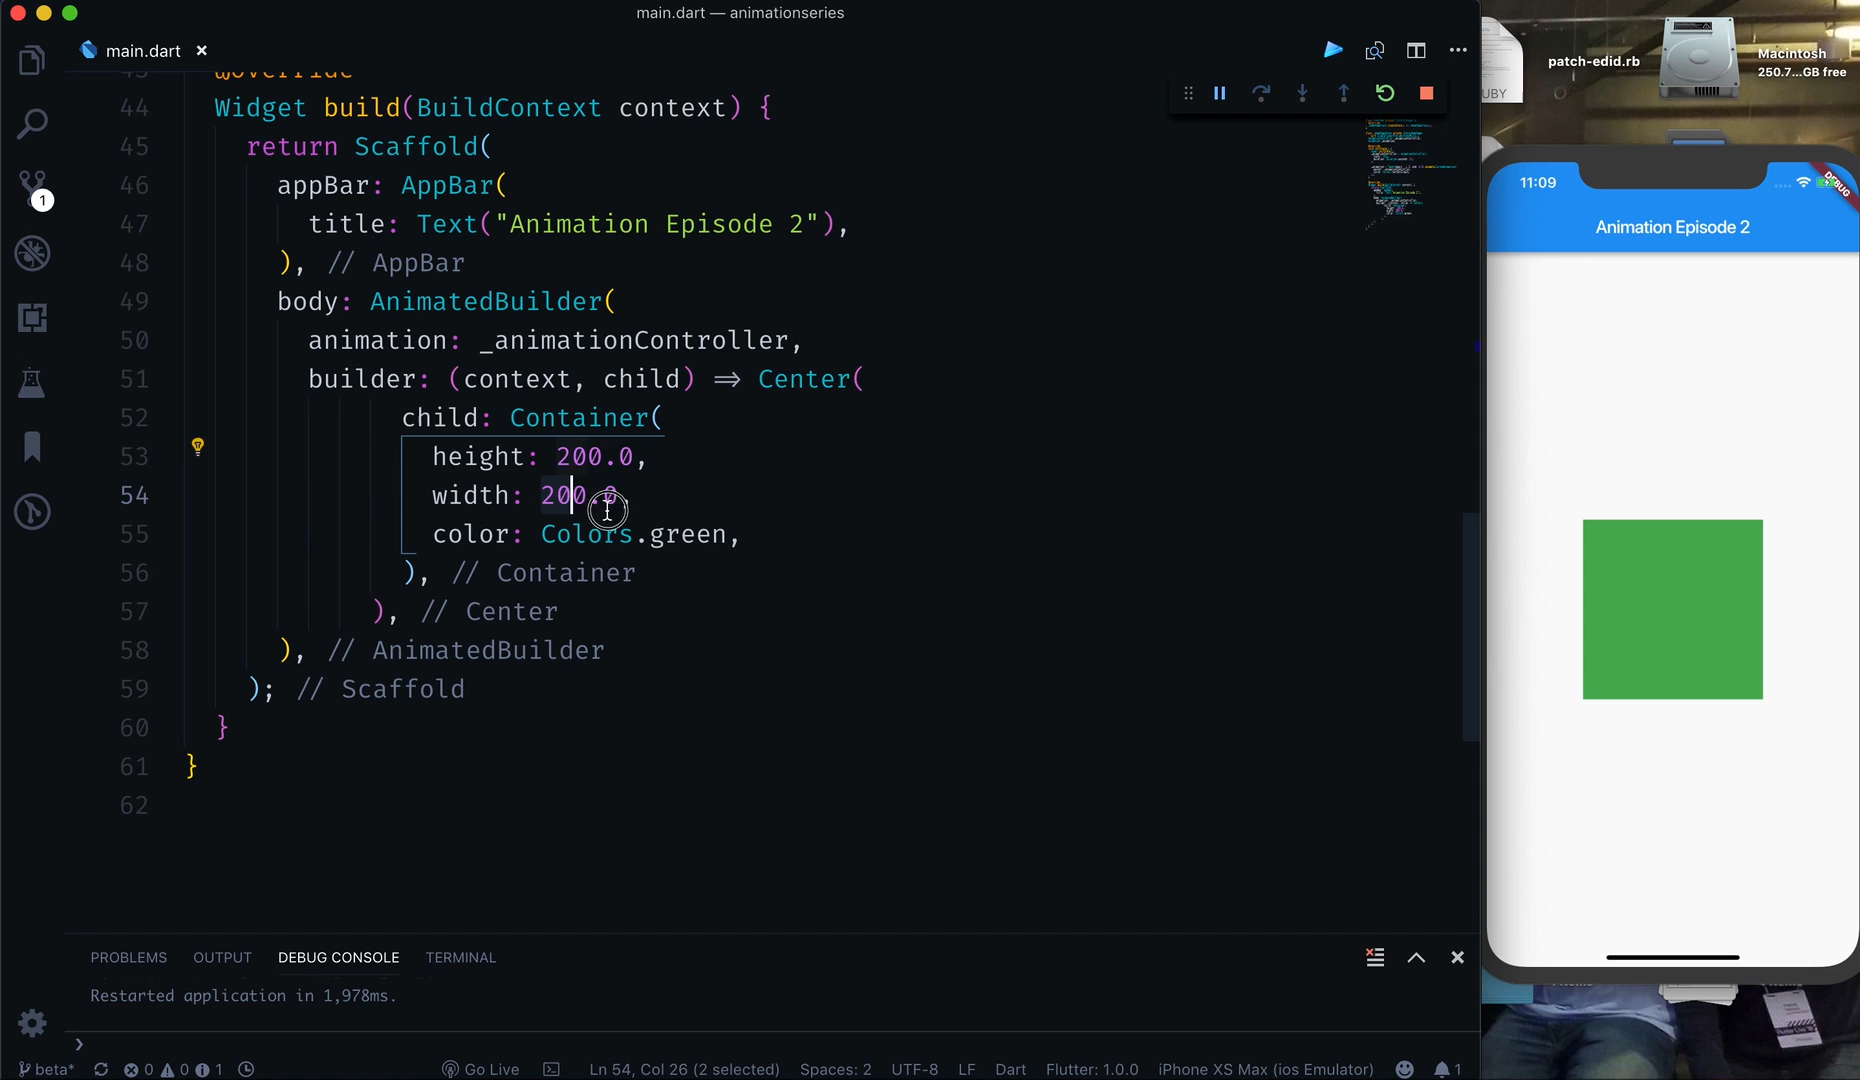 main.dart — animationseries
main.dart
43 @override
44 Widget build(BuildContext context) {
45 return Scaffold(
46 appBar: AppBar(
47 title: Text("Animation Episode 2"),
48 ), // AppBar
49 body: AnimatedBuilder(
50 animation: _animationController,
51 builder: (context, child) => Center(
52 child: Container(
53 height: 200.0,
54 width: 200.0,
55 color: Colors.green,
56 ), // Container
57 ), // Center
58 ), // AnimatedBuilder
59 ); // Scaffold
60 }
61 }
62
1
PROBLEMS OUTPUT DEBUG CONSOLE TERMINAL
Restarted application in 1,978ms.
beta* 0 0 1 Go Live Ln 54, Col 26 (2 selected) Spaces: 2 UTF-8 LF Dart Flutter: 1.0.0 iPhone XS Max (ios Emulator) 1
patch-edid.rb
UBY
Macintosh
250.7...GB free
11:09
DEBUG
Animation Episode 2